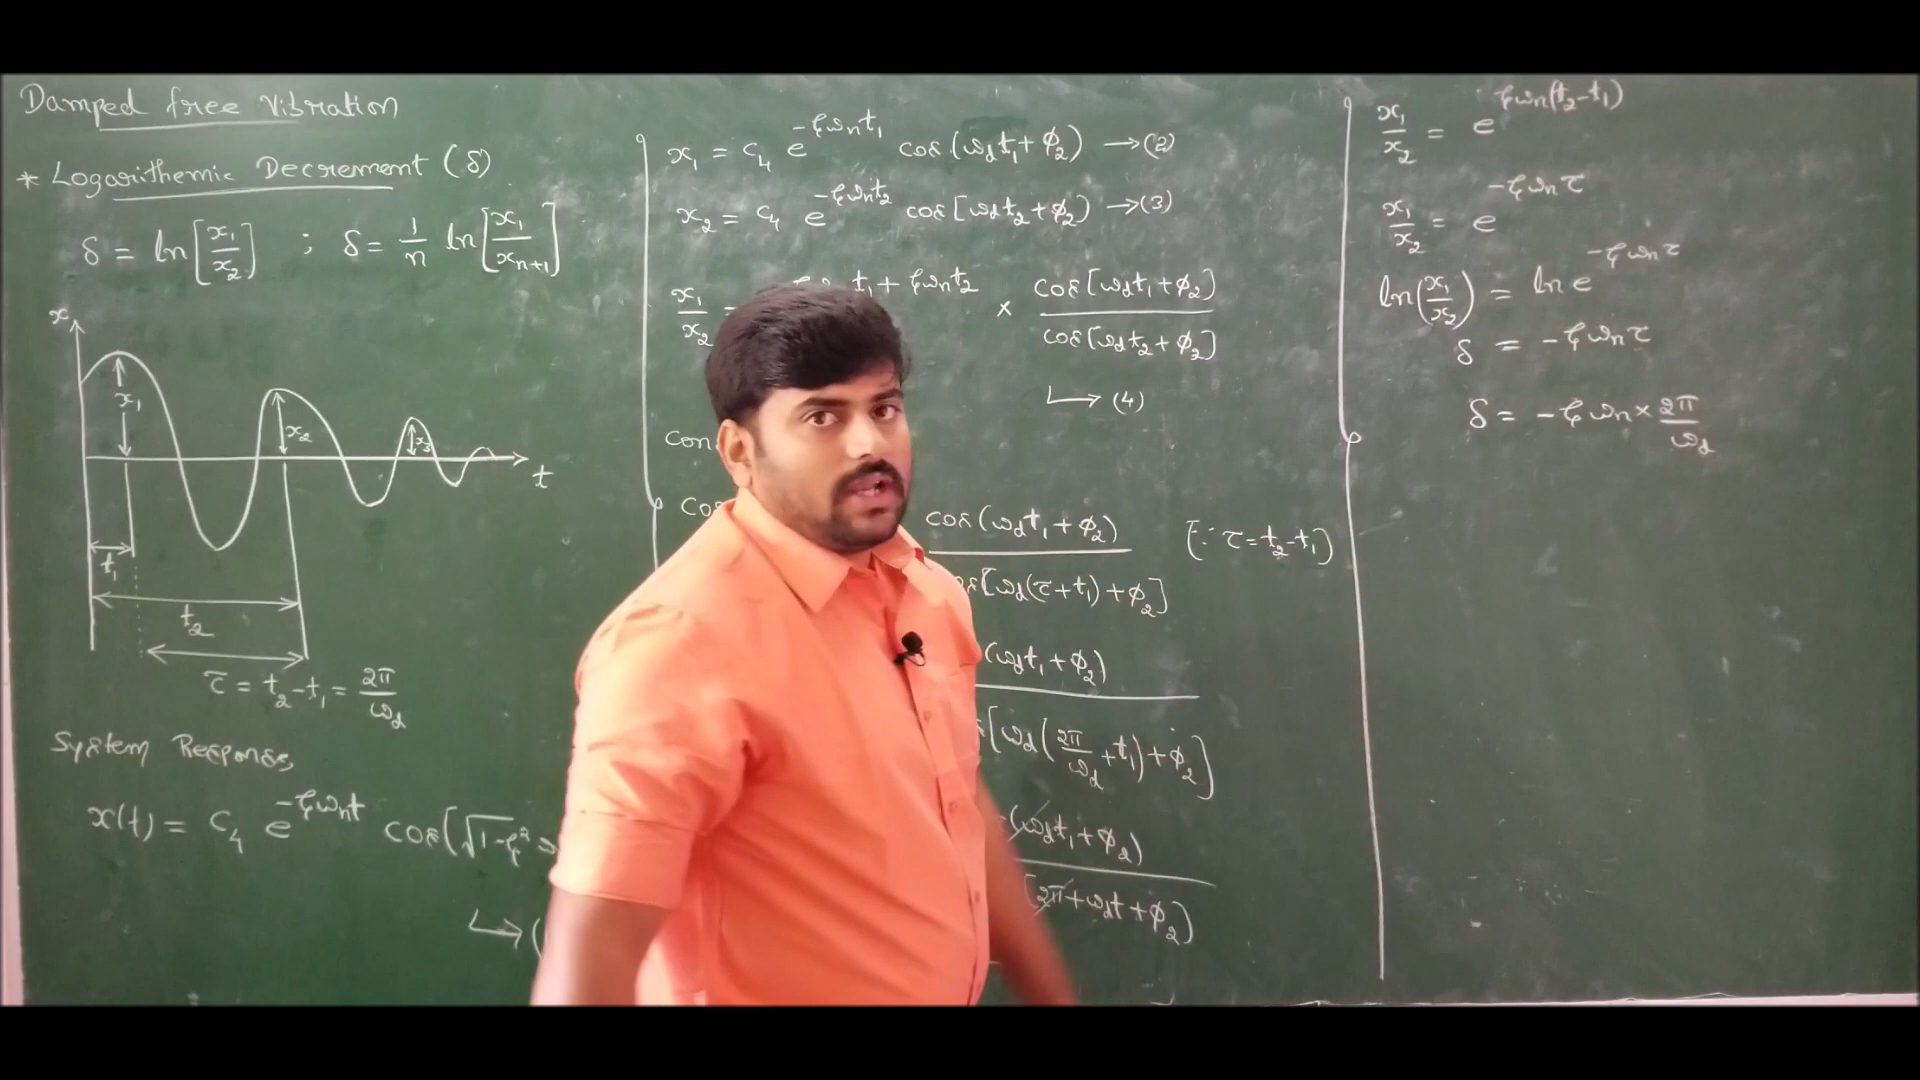 Damped free Vibration
* Logarithemic Decrement (δ)
δ = ln[x₁/x₂] ; δ = 1/n ln[x₁/xₙ₊₁]
x
x₁
x₂
x₃
t
t₁
t₂
τ = t₂-t₁ = 2π/ω_d
System Response,
x(t) = C₄ e^(-ξωₙt) cos(√1-ξ²
↳ (
x₁ = C₄ e^(-ξωₙt₁) cos(ω_d t₁+ϕ₂) →(2)
x₂ = C₄ e^(-ξωₙt₂) cos[ω_d t₂+ϕ₂) →(3)
x₁/x₂ = t₁+ξωₙt₂ × cos[ω_d t₁+ϕ₂)/cos[ω_d t₂+ϕ₂]
↳ (4)
cos(ω_d t₁+ϕ₂)/[ω_d(τ+t₁)+ϕ₂] [∵ τ=t₂-t₁)
(ω_d t₁+ϕ₂)/[ω_d(2π/ω_d+t₁)+ϕ₂]
(ω_d t₁+ϕ₂)/[2π+ω_d t+ϕ₂)
x₁/x₂ = e^(ξωₙ(t₂-t₁))
x₁/x₂ = e^(-ξωₙτ)
ln(x₁/x₂) = ln e^(-ξωₙτ)
δ = -ξωₙτ
δ = -ξωₙ×2π/ω_d